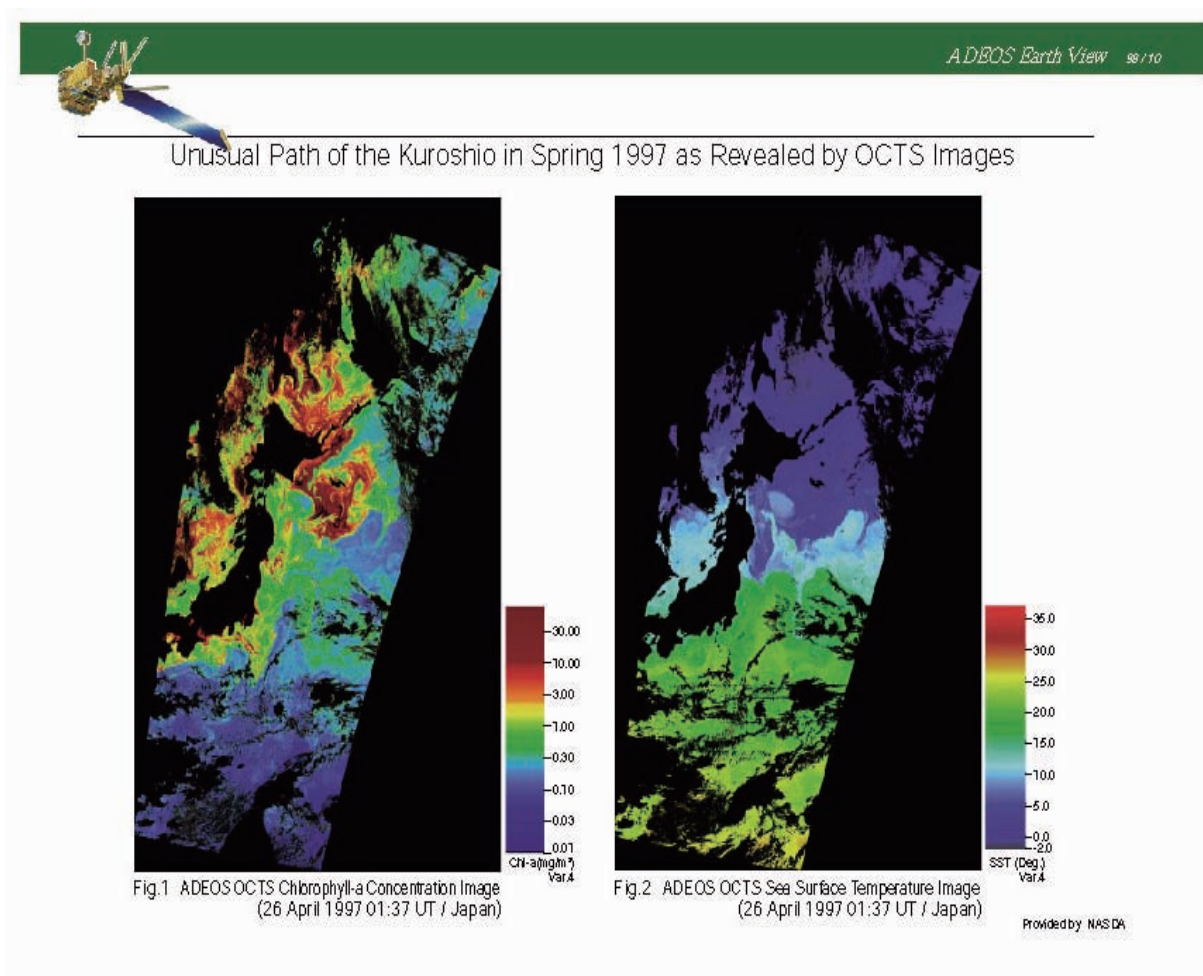 ADEOS Earth View 98/10
Unusual Path of the Kuroshio in Spring 1997 as Revealed by OCTS Images
30.00
10.00
3.00
1.00
0.30
0.10
0.03
0.01
Chl-a(mg/m³)
Var.4
Fig.1 ADEOS OCTS Chlorophyll-a Concentration Image
(26 April 1997 01:37 UT / Japan)
35.0
30.0
25.0
20.0
15.0
10.0
5.0
0.0
-2.0
SST (Deg.)
Var.4
Fig.2 ADEOS OCTS Sea Surface Temperature Image
(26 April 1997 01:37 UT / Japan)
Provided by NASDA